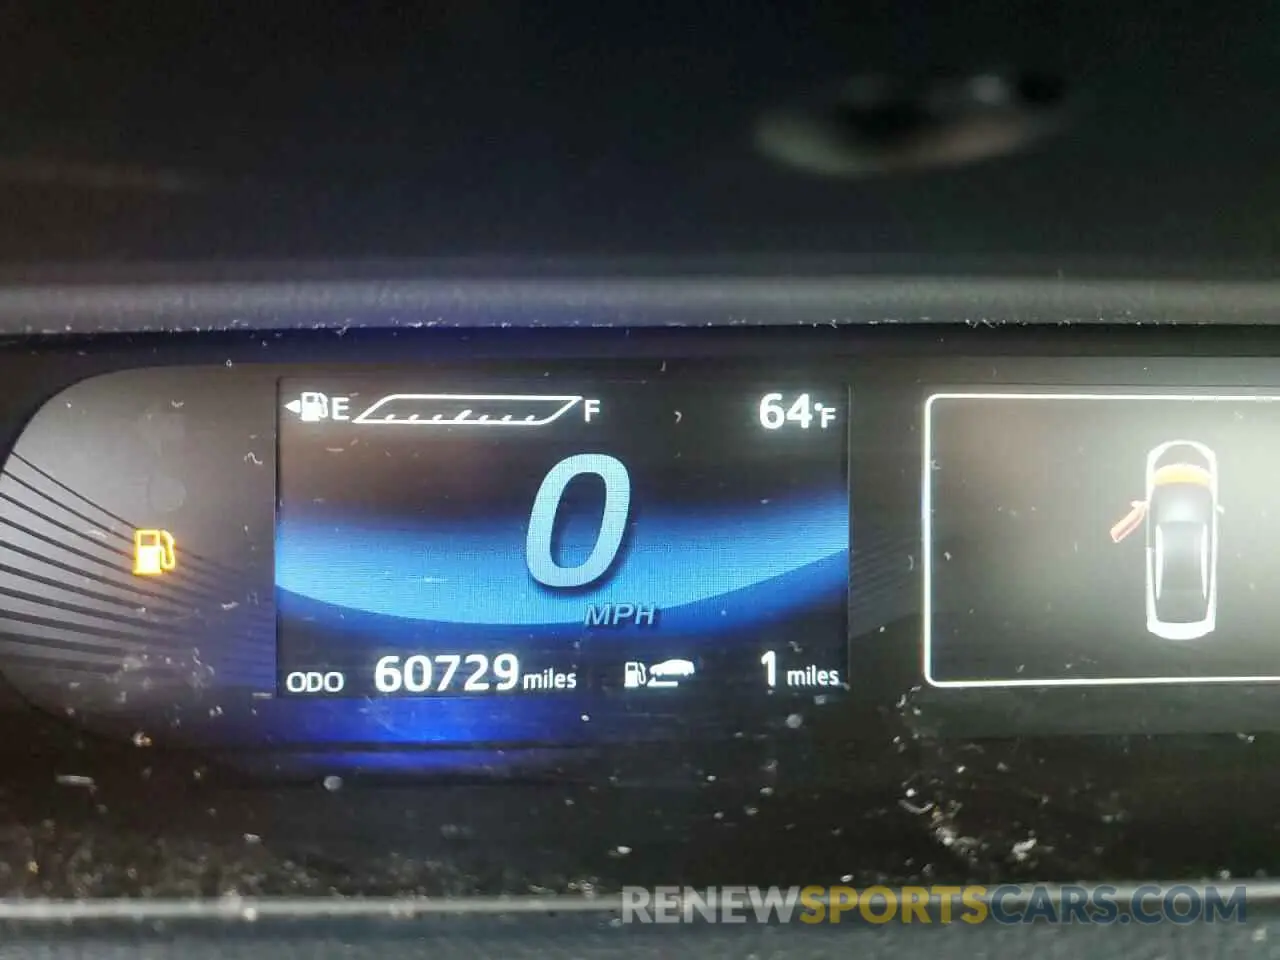 E F 64°F
0
MPH
ODO 60729 miles 1 miles
RENEWSPORTSCARS.COM